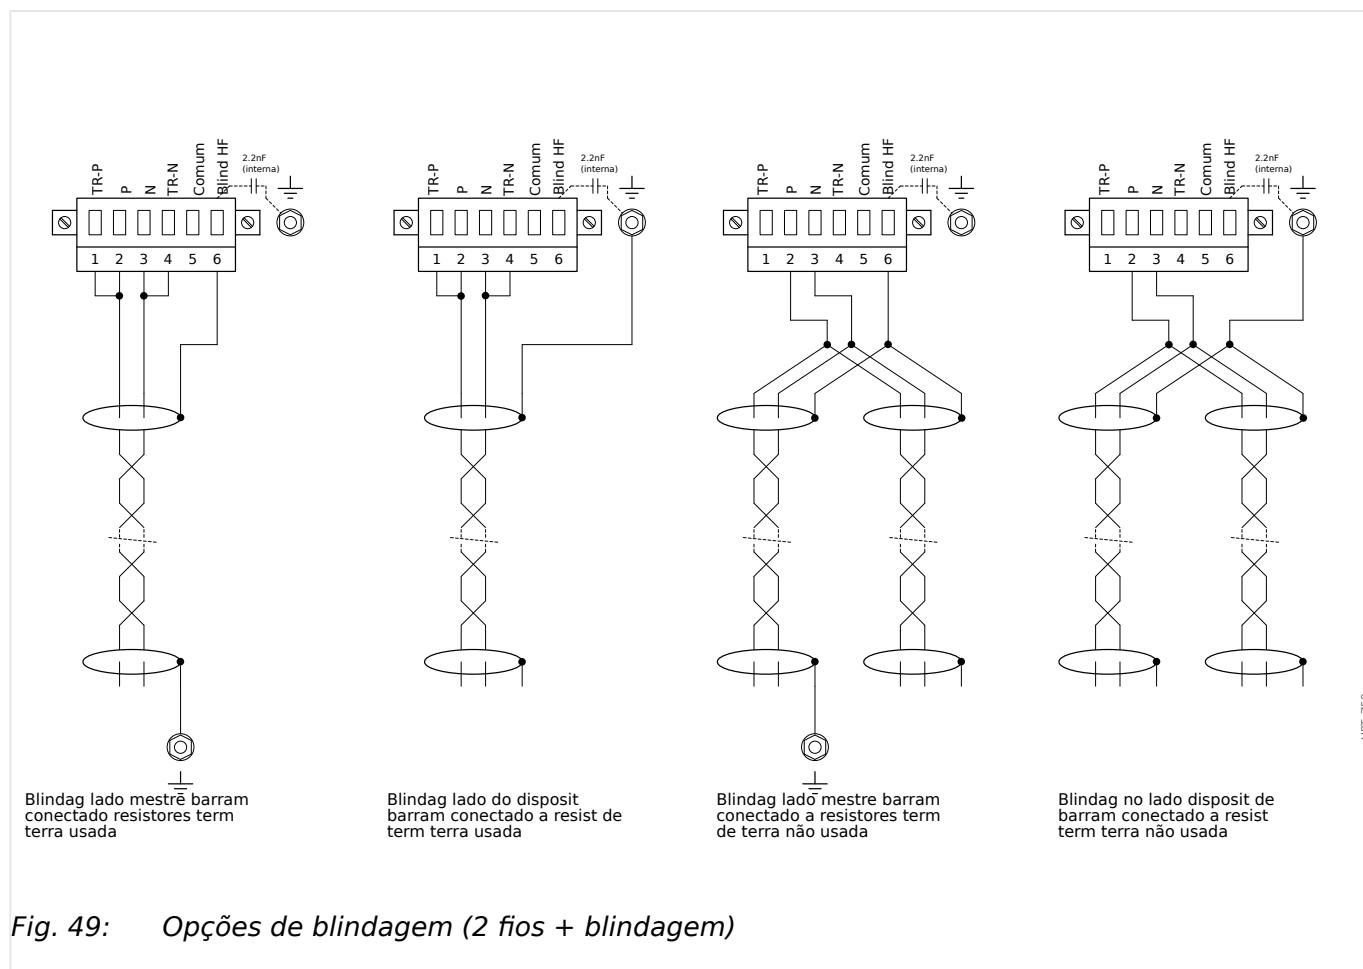 TR-P P N TR-N Comum Blind HF
2.2nF
(interna)
1 2 3 4 5 6
TR-P P N TR-N Comum Blind HF
2.2nF
(interna)
1 2 3 4 5 6
TR-P P N TR-N Comum Blind HF
2.2nF
(interna)
1 2 3 4 5 6
TR-P P N TR-N Comum Blind HF
2.2nF
(interna)
1 2 3 4 5 6
Blindag lado mestre barram
conectado resistores term
terra usada
Blindag lado do disposit
barram conectado a resist de
term terra usada
Blindag lado mestre barram
conectado a resistores term
de terra não usada
Blindag no lado disposit de
barram conectado a resist
term terra não usada
Fig. 49: Opções de blindagem (2 fios + blindagem)